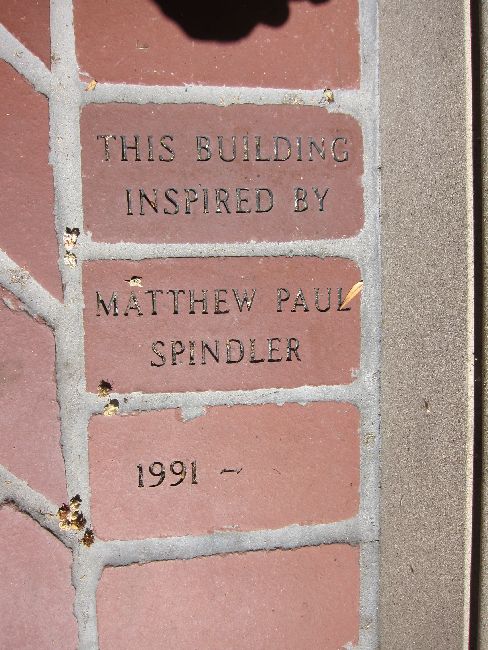 THIS BUILDING
INSPIRED BY
MATTHEW PAUL
SPINDLER
1991 ~